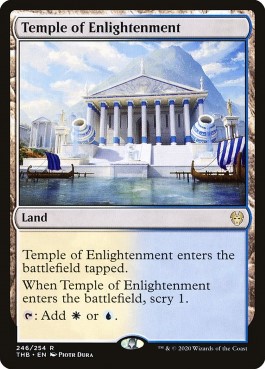 Temple of Enlightenment
Land
Temple of Enlightenment enters the
battlefield tapped.
When Temple of Enlightenment
enters the battlefield, scry 1.
: Add or .
246/254 R
THB • EN PIOTR DURA
™ & © 2020 Wizards of the Coast